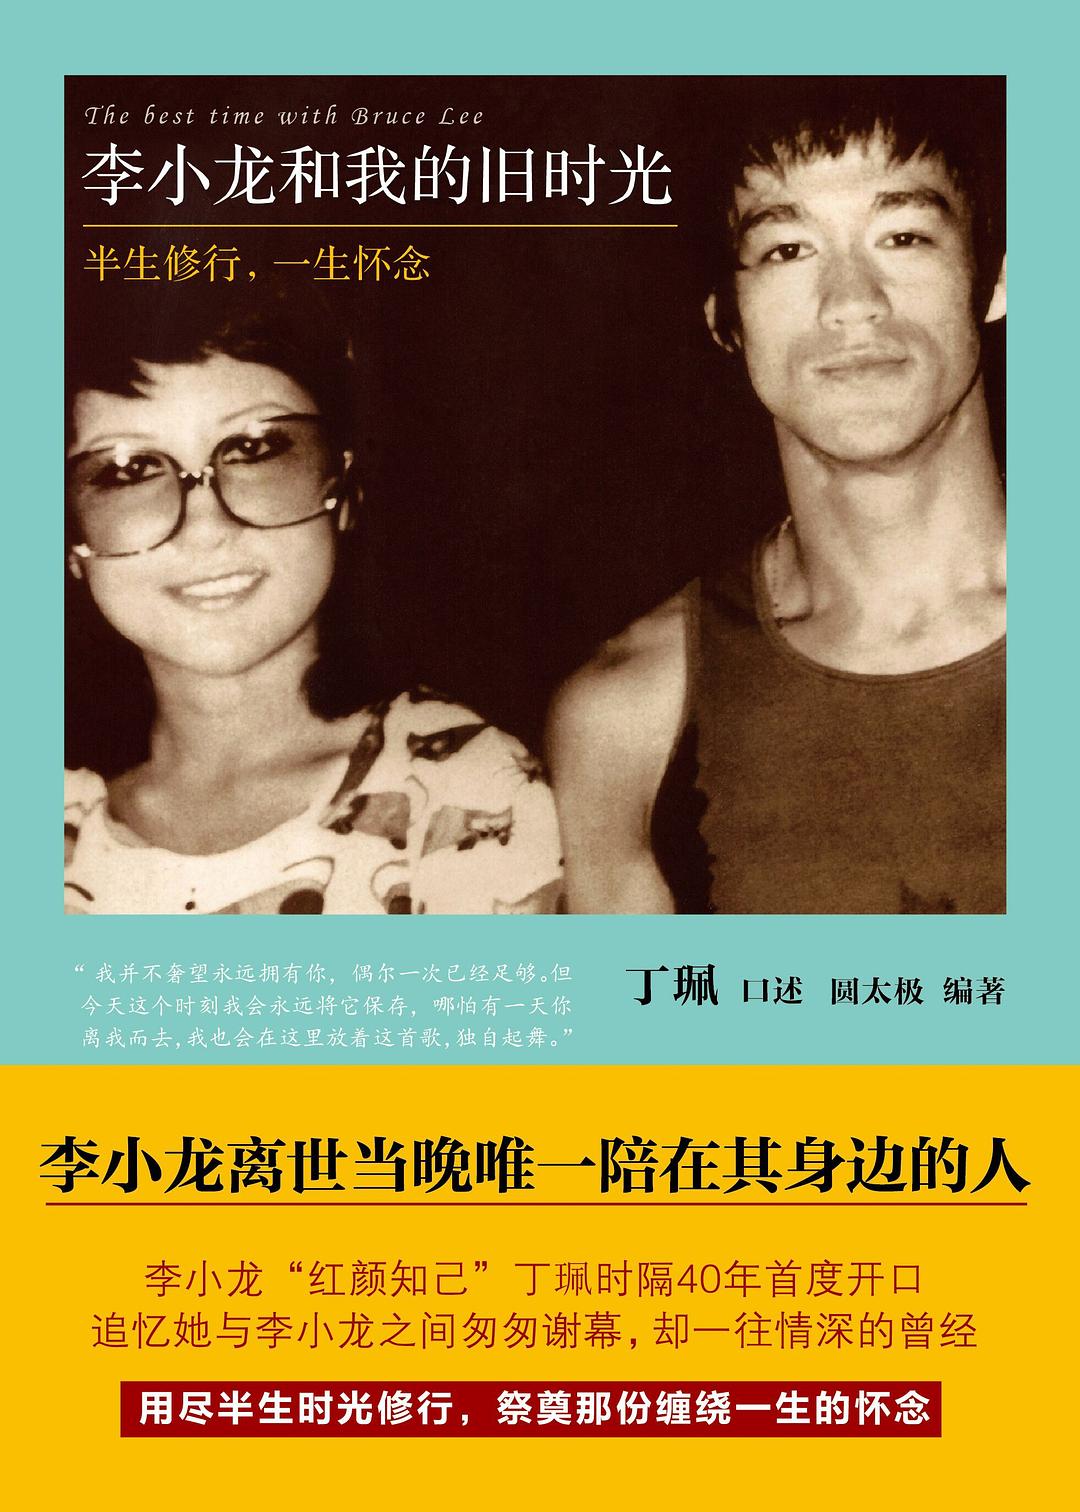 The best time with Bruce Lee
李小龙和我的旧时光
半生修行，一生怀念
“我并不奢望永远拥有你，偶尔一次已经足够。但
今天这个时刻我会永远将它保存，哪怕有一天你
离我而去，我也会在这里放着这首歌，独自起舞。”
丁珮 口述 圆太极 编著
李小龙离世当晚唯一陪在其身边的人
李小龙“红颜知己”丁珮时隔40年首度开口
追忆她与李小龙之间匆匆谢幕，却一往情深的曾经
用尽半生时光修行，祭奠那份缠绕一生的怀念